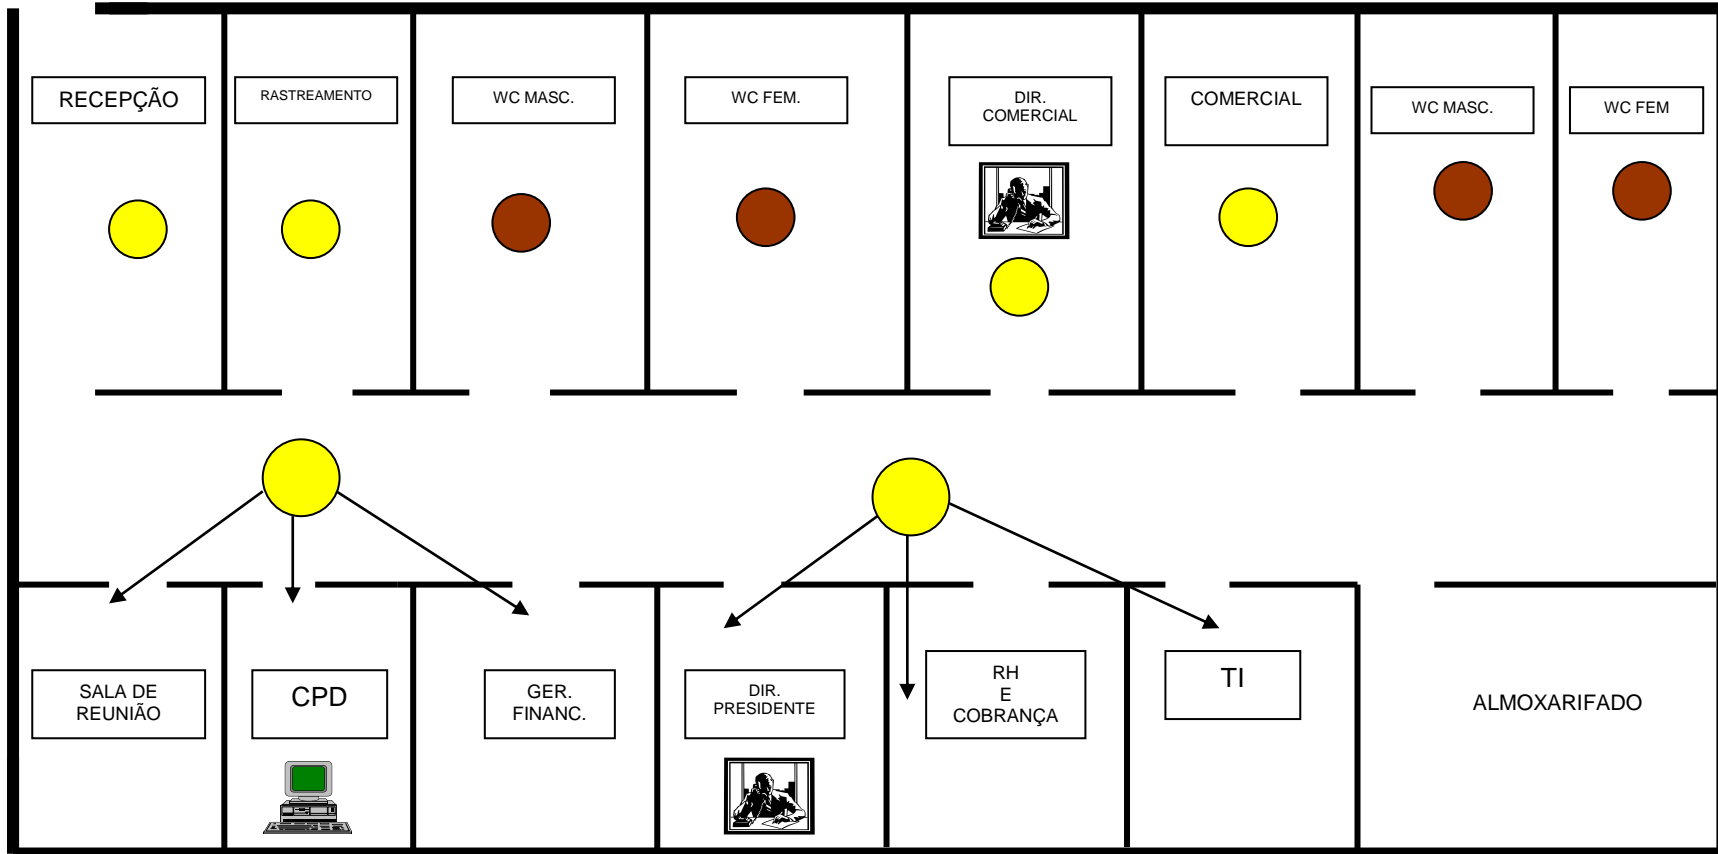 RECEPÇÃO
RASTREAMENTO
WC MASC.
WC FEM.
DIR.
COMERCIAL
COMERCIAL
WC MASC.
WC FEM
SALA DE
REUNIÃO
CPD
GER.
FINANC.
DIR.
PRESIDENTE
RH
E
COBRANÇA
TI
ALMOXARIFADO